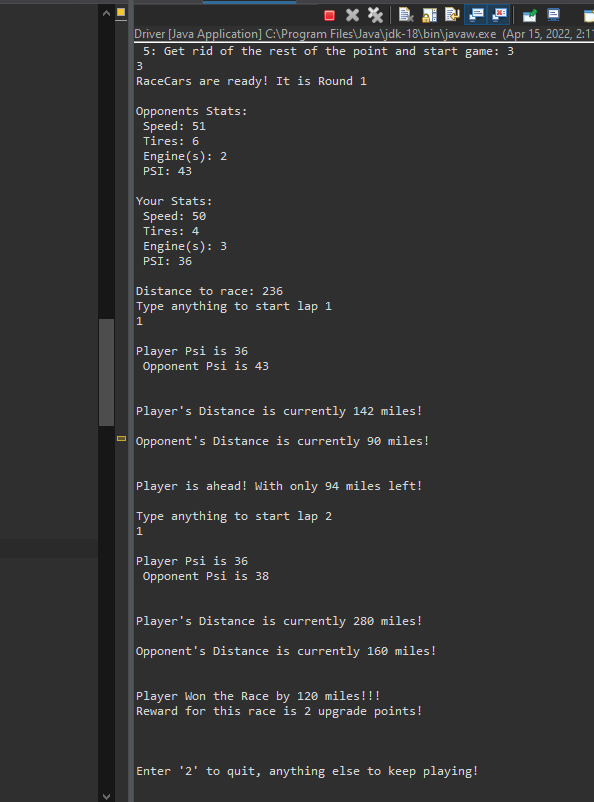 Driver [Java Application] C:\Program Files\Java\jdk-18\bin\javaw.exe (Apr 15, 2022, 2:1
5: Get rid of the rest of the point and start game: 3
3
RaceCars are ready! It is Round 1
Opponents Stats:
Speed: 51
Tires: 6
Engine(s): 2
PSI: 43
Your Stats:
Speed: 50
Tires: 4
Engine(s): 3
PSI: 36
Distance to race: 236
Type anything to start lap 1
1
Player Psi is 36
Opponent Psi is 43
Player's Distance is currently 142 miles!
Opponent's Distance is currently 90 miles!
Player is ahead! With only 94 miles left!
Type anything to start lap 2
1
Player Psi is 36
Opponent Psi is 38
Player's Distance is currently 280 miles!
Opponent's Distance is currently 160 miles!
Player Won the Race by 120 miles!!!
Reward for this race is 2 upgrade points!
Enter '2' to quit, anything else to keep playing!